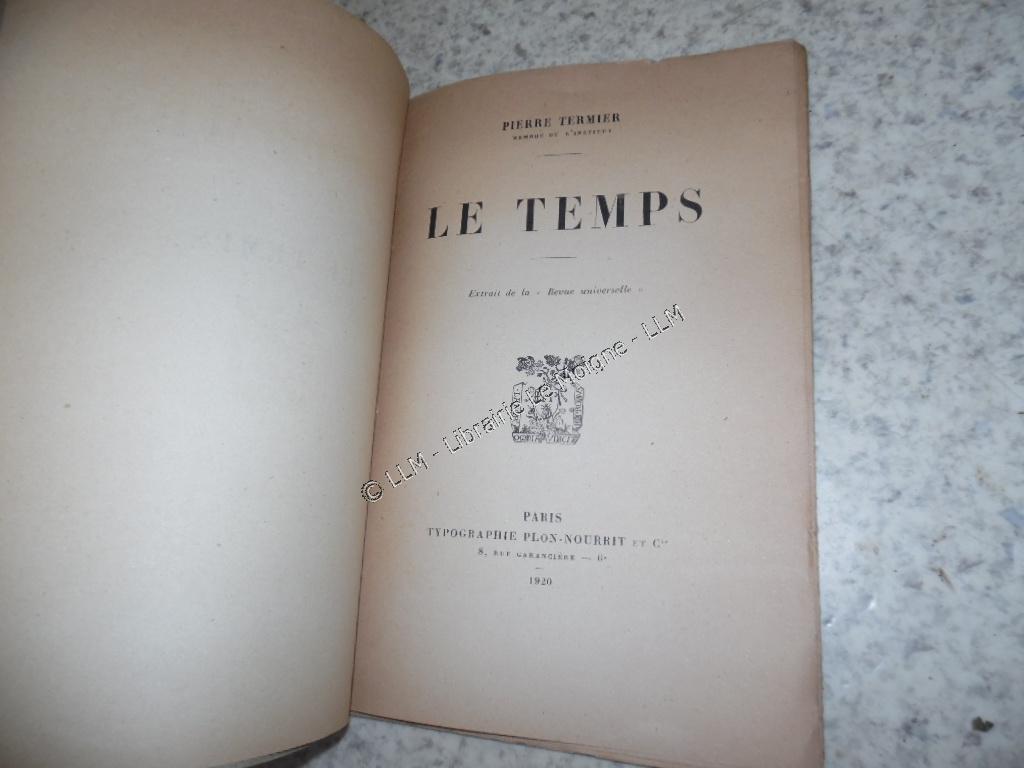 PIERRE TERMIER
MEMBRE DE L'INSTITUT
LE TEMPS
Extrait de la « Revue universelle »
© LLM - Librairie Le Moigne - LLM
PARIS
TYPOGRAPHIE PLON-NOURRIT ET Cie
8, RUE GARANCIÈRE — 6e
1920